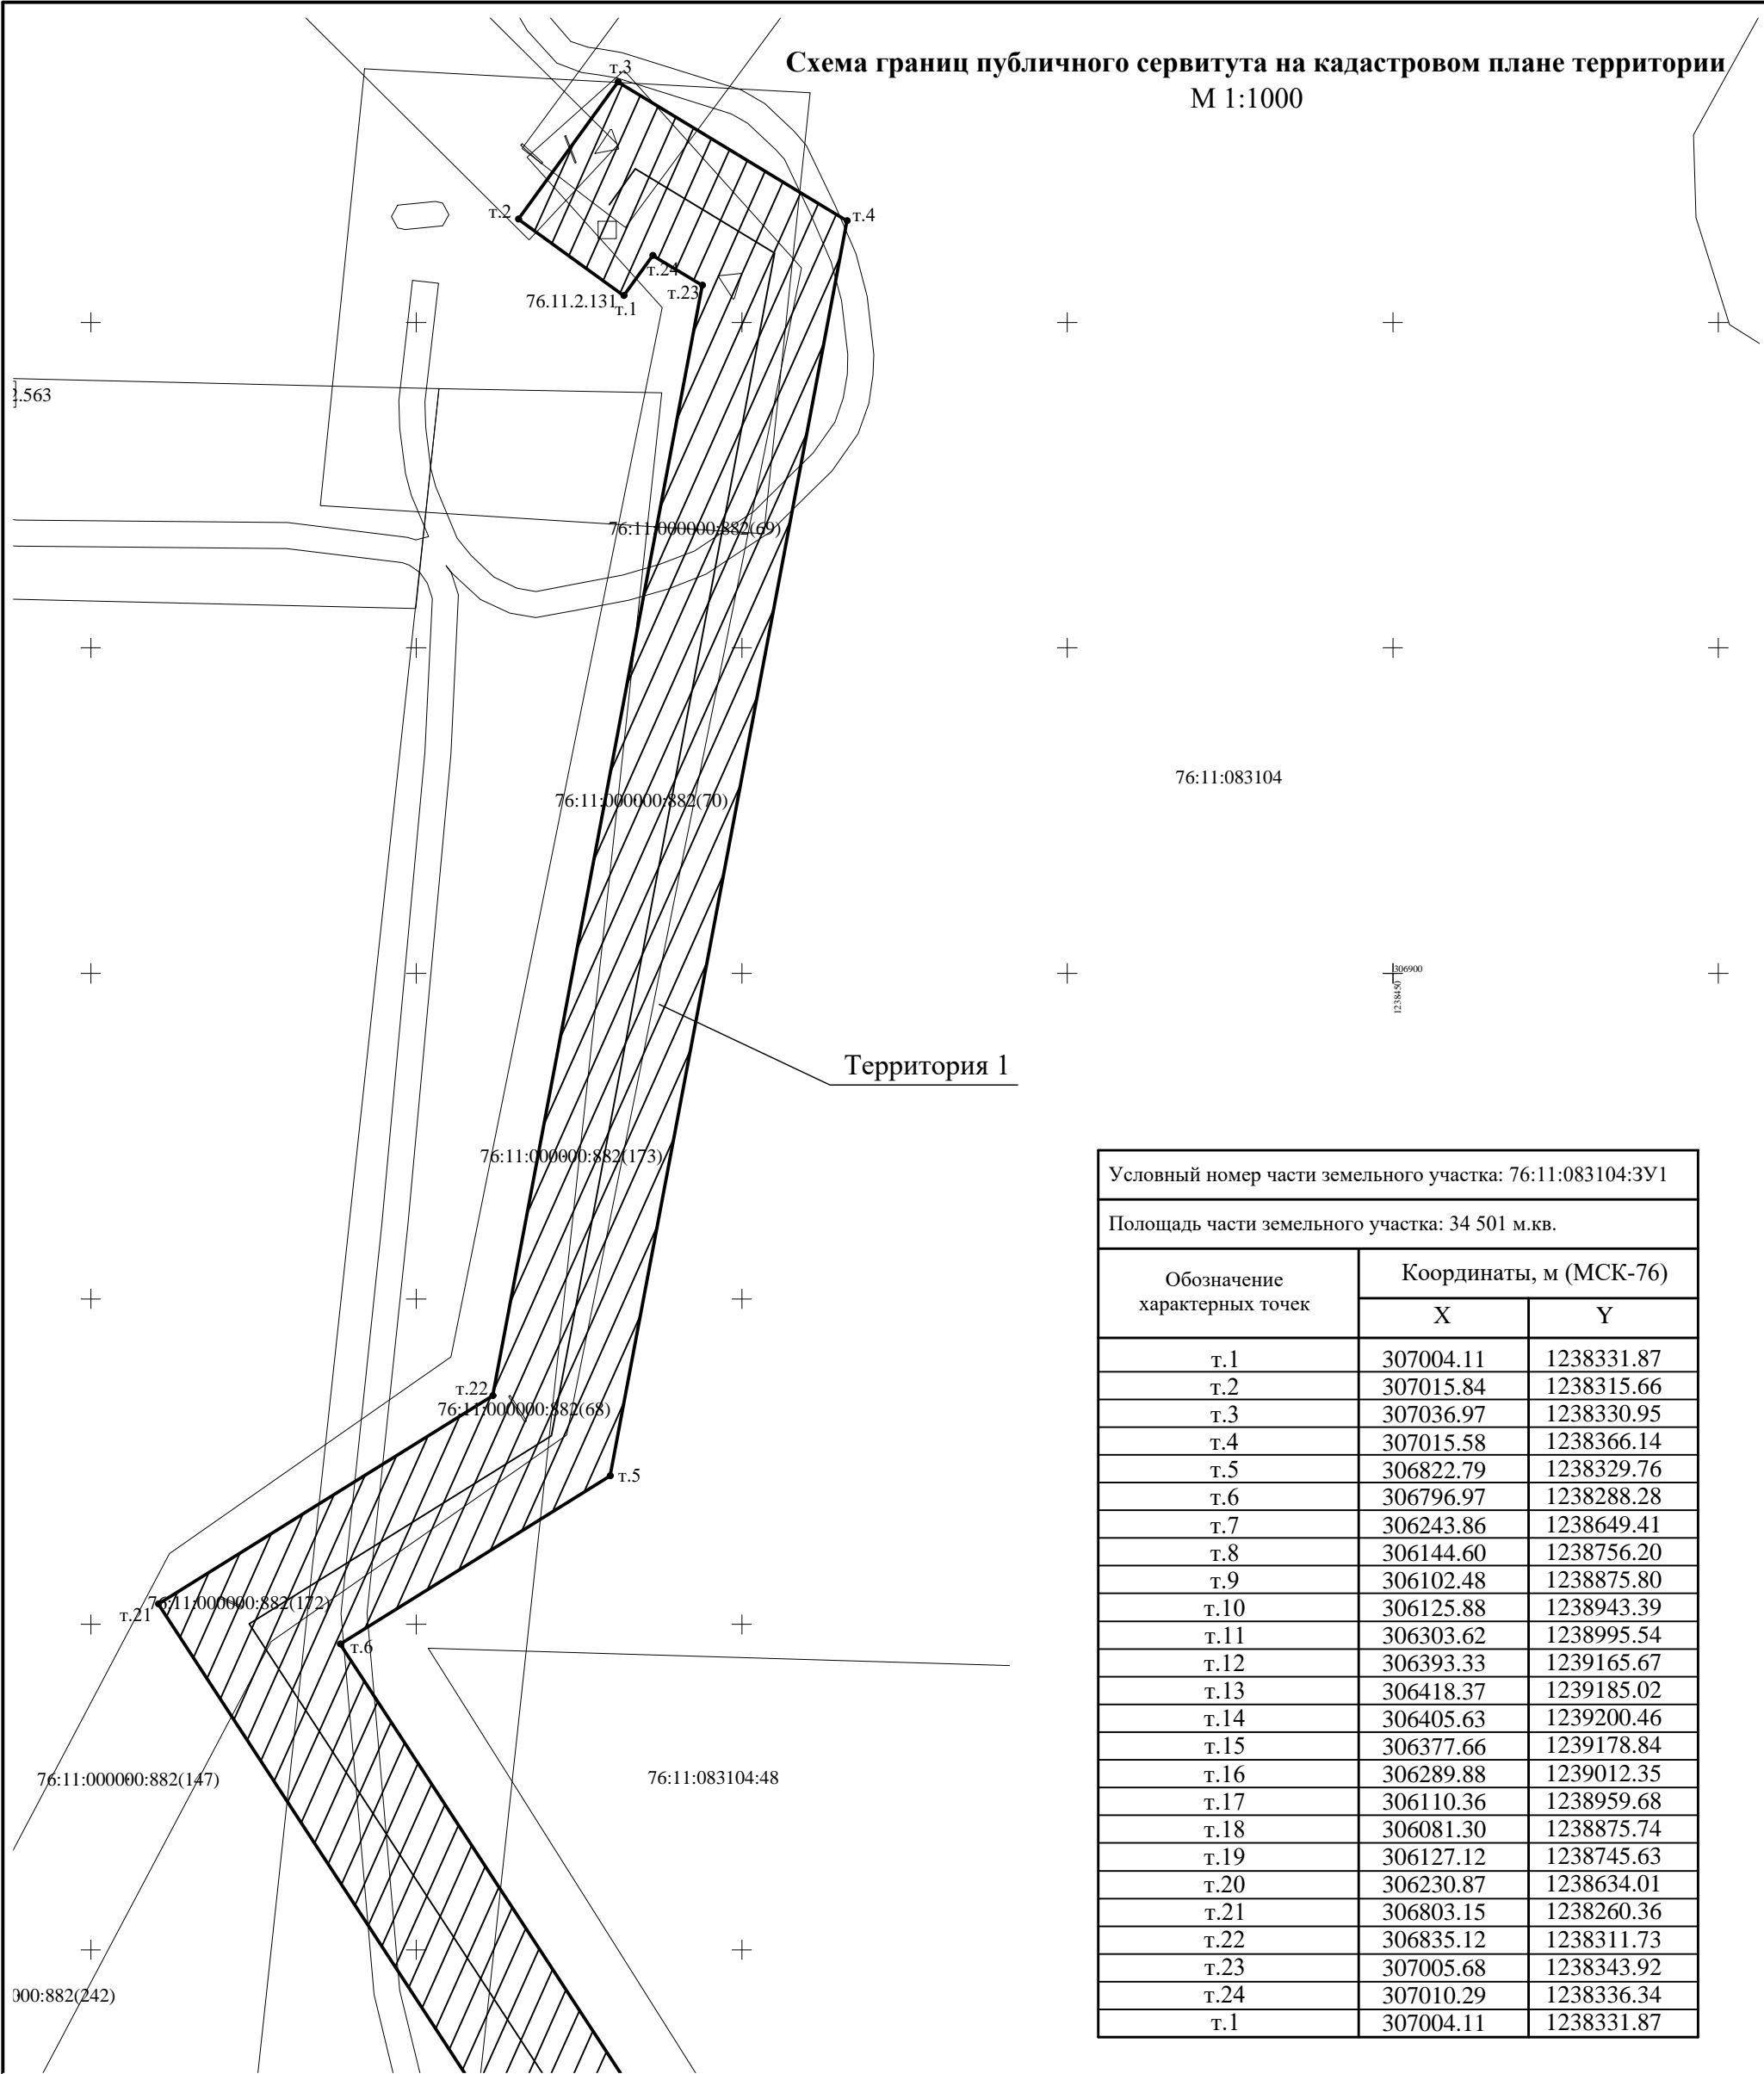 Схема границ публичного сервитута на кадастровом плане территории
М 1:1000
т.3
т.2
т.4
т.24
т.23
76.11.2.131
т.1
2.563
76:11:000000:882(69)
76:11:083104
76:11:000000:882(70)
306900
1238450
Территория 1
76:11:000000:882(173)
т.22
76:11:000000:882(68)
т.5
76:11:000000:882(172)
т.21
т.6
76:11:000000:882(147)
76:11:083104:48
000:882(242)
Условный номер части земельного участка: 76:11:083104:ЗУ1
Полощадь части земельного участка: 34 501 м.кв.
Обозначение
характерных точек
Координаты, м (МСК-76)
X Y
т.1 307004.11 1238331.87
т.2 307015.84 1238315.66
т.3 307036.97 1238330.95
т.4 307015.58 1238366.14
т.5 306822.79 1238329.76
т.6 306796.97 1238288.28
т.7 306243.86 1238649.41
т.8 306144.60 1238756.20
т.9 306102.48 1238875.80
т.10 306125.88 1238943.39
т.11 306303.62 1238995.54
т.12 306393.33 1239165.67
т.13 306418.37 1239185.02
т.14 306405.63 1239200.46
т.15 306377.66 1239178.84
т.16 306289.88 1239012.35
т.17 306110.36 1238959.68
т.18 306081.30 1238875.74
т.19 306127.12 1238745.63
т.20 306230.87 1238634.01
т.21 306803.15 1238260.36
т.22 306835.12 1238311.73
т.23 307005.68 1238343.92
т.24 307010.29 1238336.34
т.1 307004.11 1238331.87